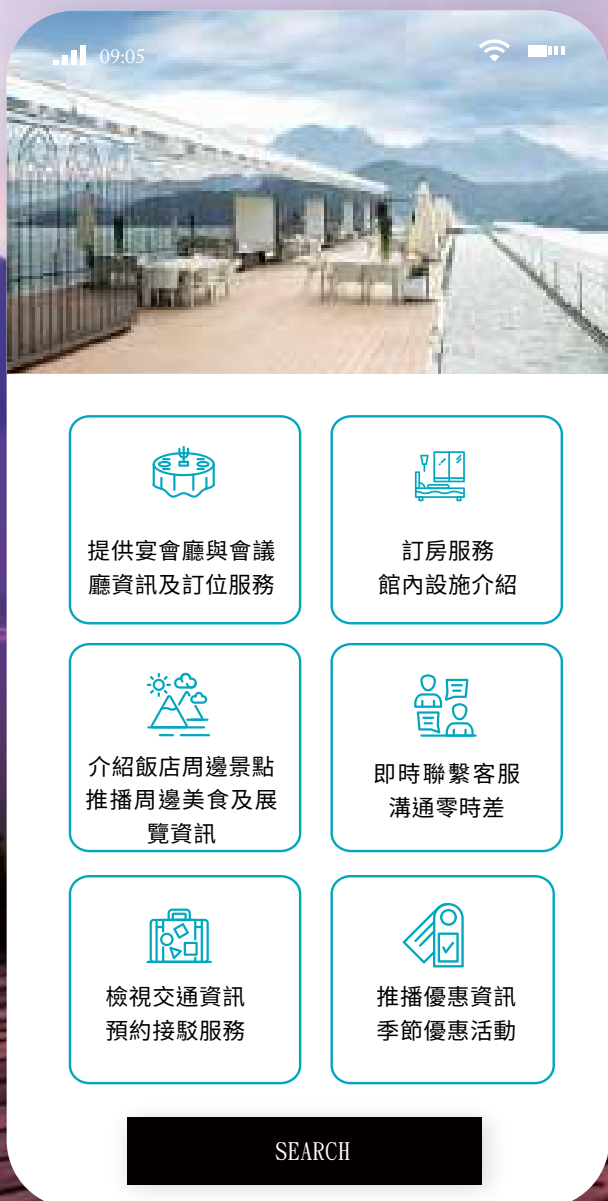 09:05
提供宴會廳與會議
廳資訊及訂位服務
訂房服務
館內設施介紹
介紹飯店周邊景點
推播周邊美食及展
覽資訊
即時聯繫客服
溝通零時差
檢視交通資訊
預約接駁服務
推播優惠資訊
季節優惠活動
SEARCH